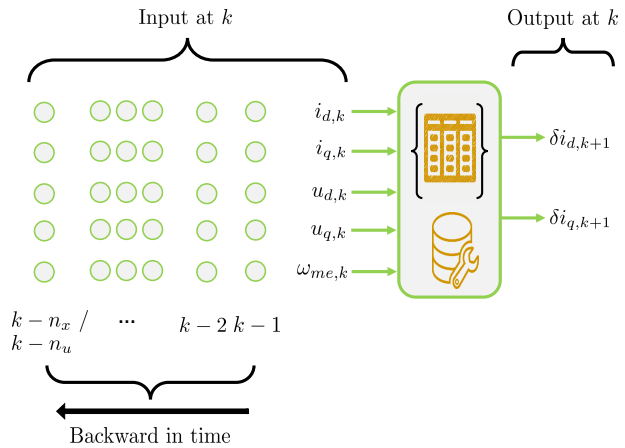 Input at k
Output at k
i_{d,k}
i_{q,k}
u_{d,k}
u_{q,k}
ω_{me,k}
δi_{d,k+1}
δi_{q,k+1}
k − n_x /
k − n_u
...
k − 2 k − 1
Backward in time